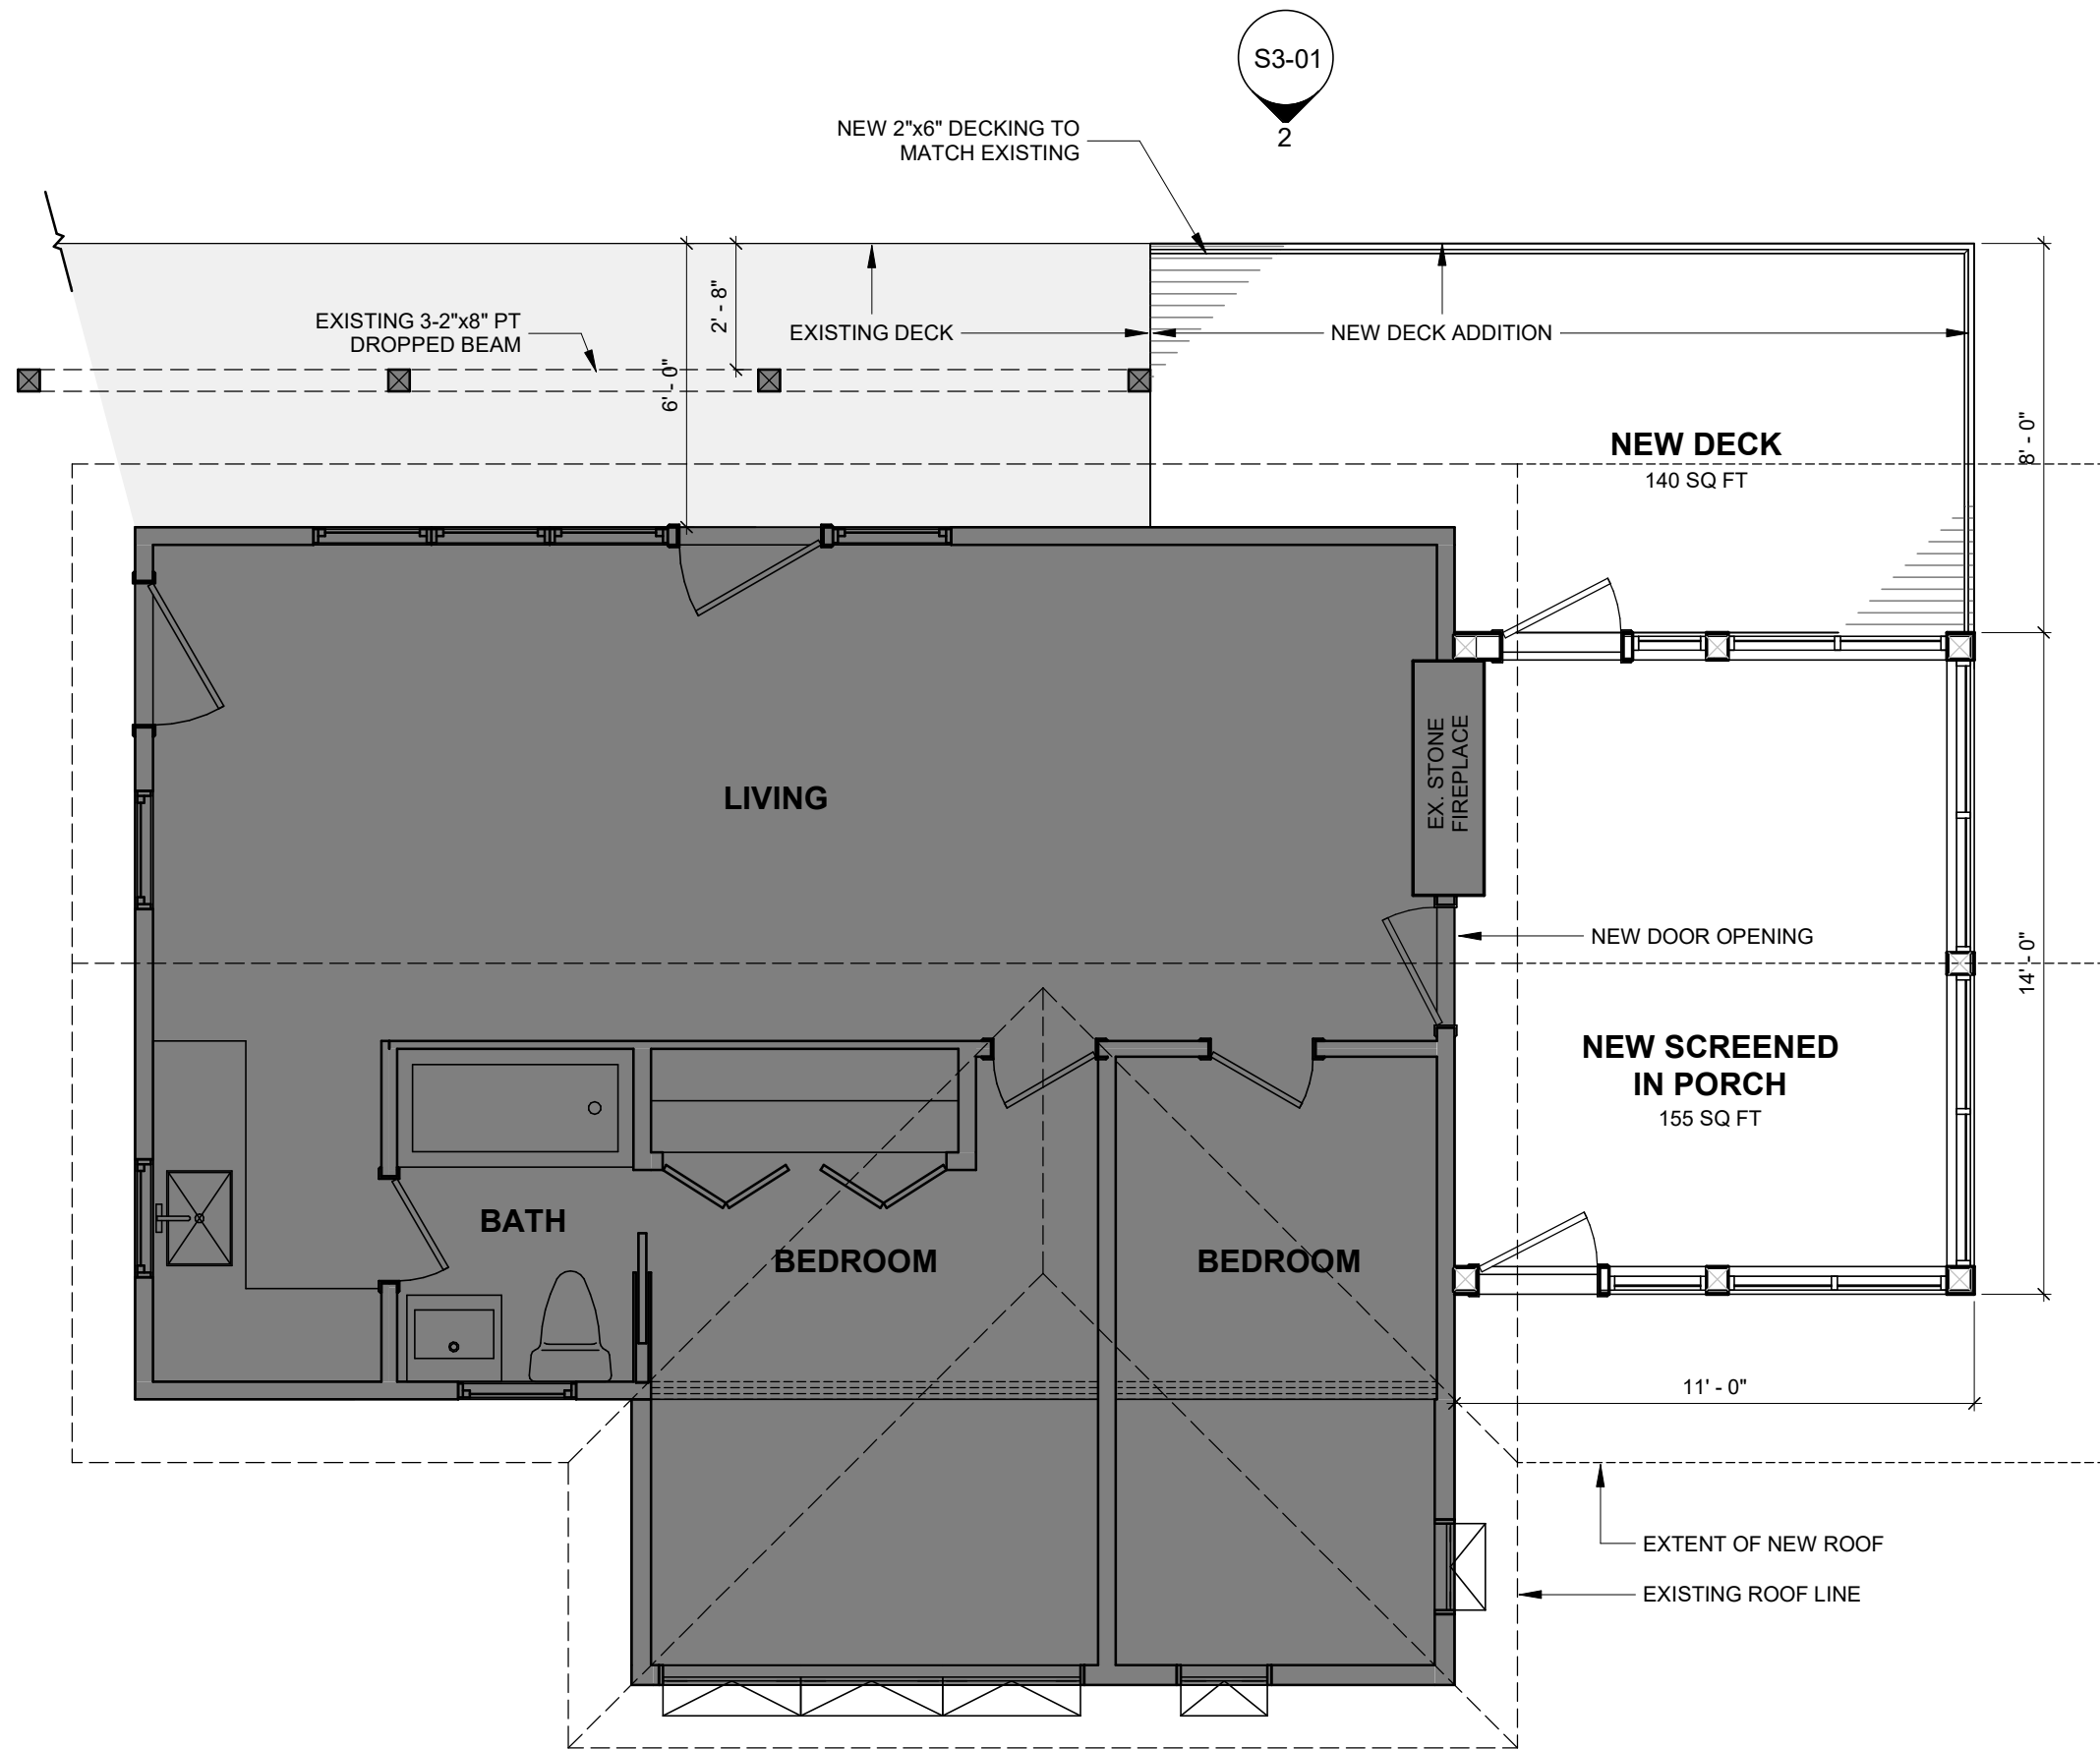 S3-01
2
NEW 2"x6" DECKING TO
MATCH EXISTING
EXISTING 3-2"x8" PT
DROPPED BEAM
6' - 0"
2' - 8"
EXISTING DECK
NEW DECK ADDITION
NEW DECK
140 SQ FT
8' - 0"
LIVING
EX. STONE
FIREPLACE
NEW DOOR OPENING
14' - 0"
NEW SCREENED
IN PORCH
155 SQ FT
BATH
BEDROOM
BEDROOM
11' - 0"
EXTENT OF NEW ROOF
EXISTING ROOF LINE